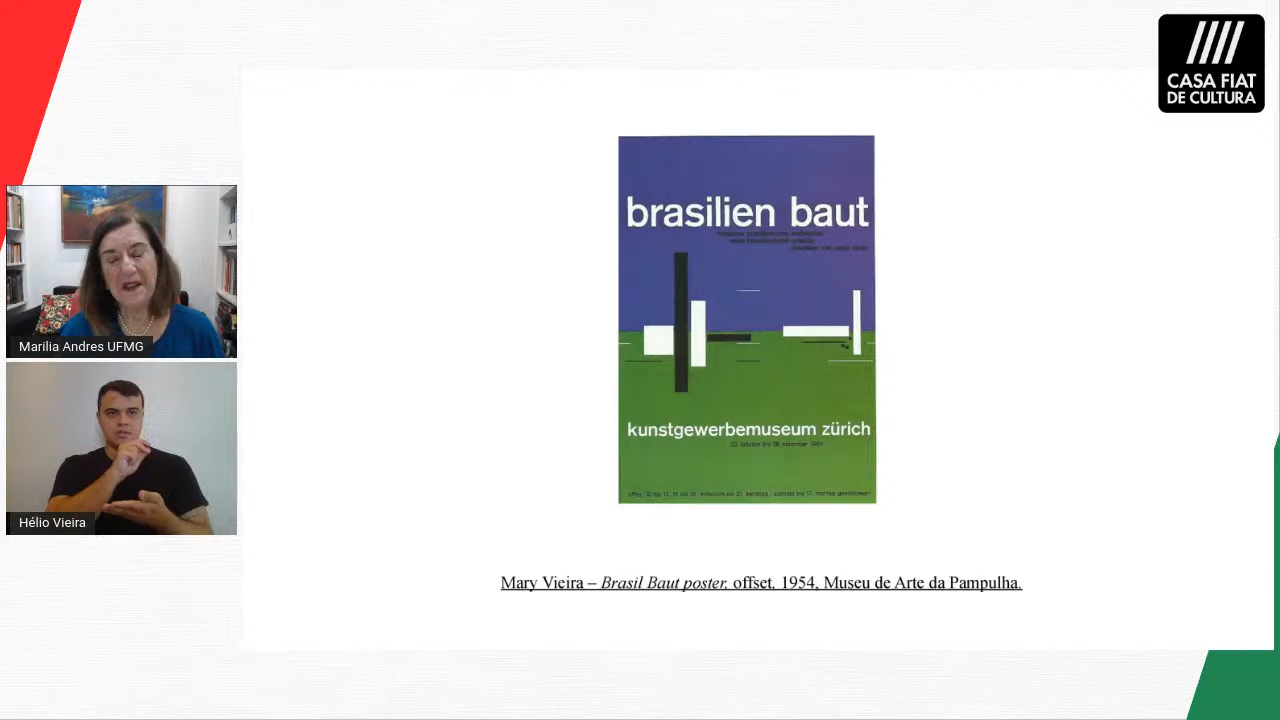 CASA FIAT
DE CULTURA
brasilien baut
kunstgewerbemuseum zürich
Marilia Andres UFMG
Hélio Vieira
Mary Vieira – Brasil Baut poster, offset, 1954, Museu de Arte da Pampulha.